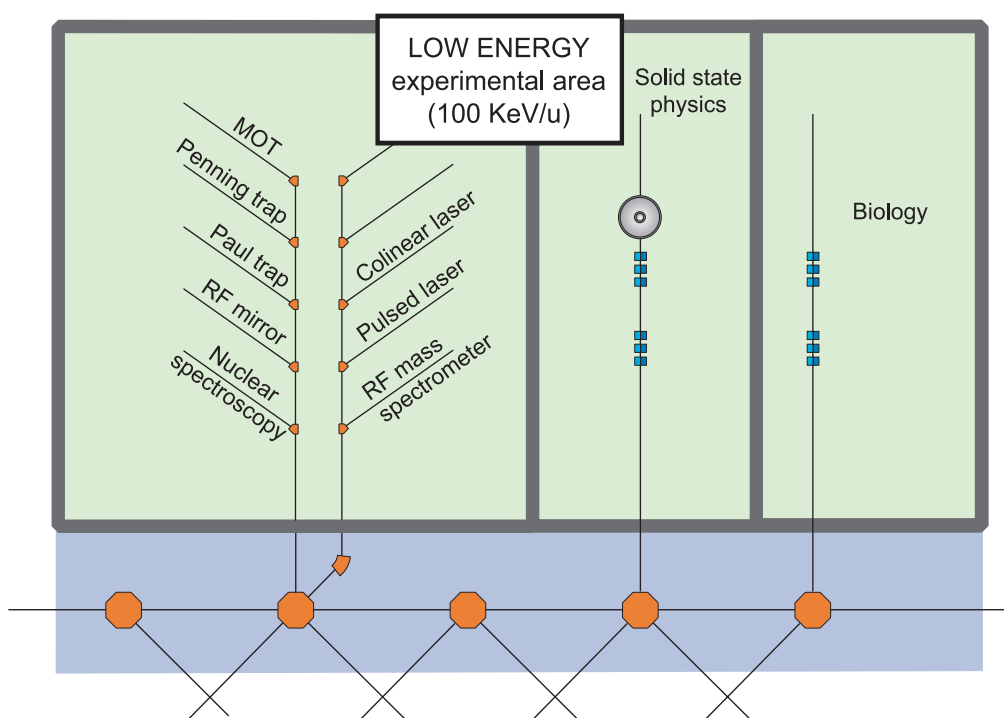 LOW ENERGY
experimental area
(100 KeV/u)
Solid state
physics
Biology
MOT
Penning trap
Paul trap
RF mirror
Nuclear
spectroscopy
Colinear laser
Pulsed laser
RF mass
spectrometer